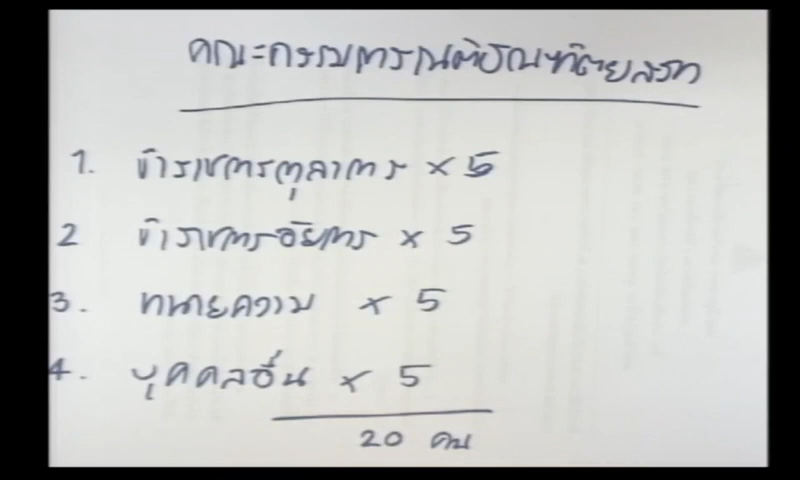 คณะกรรมการเนติบัณฑิตยสภา
1. ข้าราชการตุลาการ × 5
2 ข้าราชการอัยการ × 5
3. ทนายความ × 5
4. บุคคลอื่น × 5
20 คน